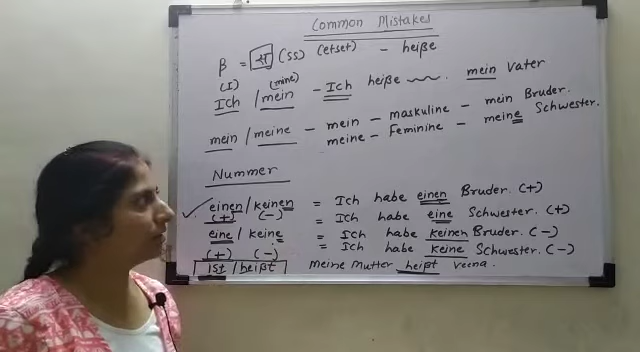 Common Mistakes
β = स (ss) (etset) - heiße
(I) (mine)
Ich / mein - Ich heiße ~~~. mein Vater
mein / meine - mein - maskuline - mein Bruder.
meine - Feminine - meine Schwester.
Nummer
✓ einen / keinen = Ich habe einen Bruder. (+)
(+) (-) = Ich habe eine Schwester. (+)
eine / keine = Ich habe keinen Bruder. (-)
(+) (-) = Ich habe keine Schwester. (-)
ist / heißt Meine Mutter heißt veena.